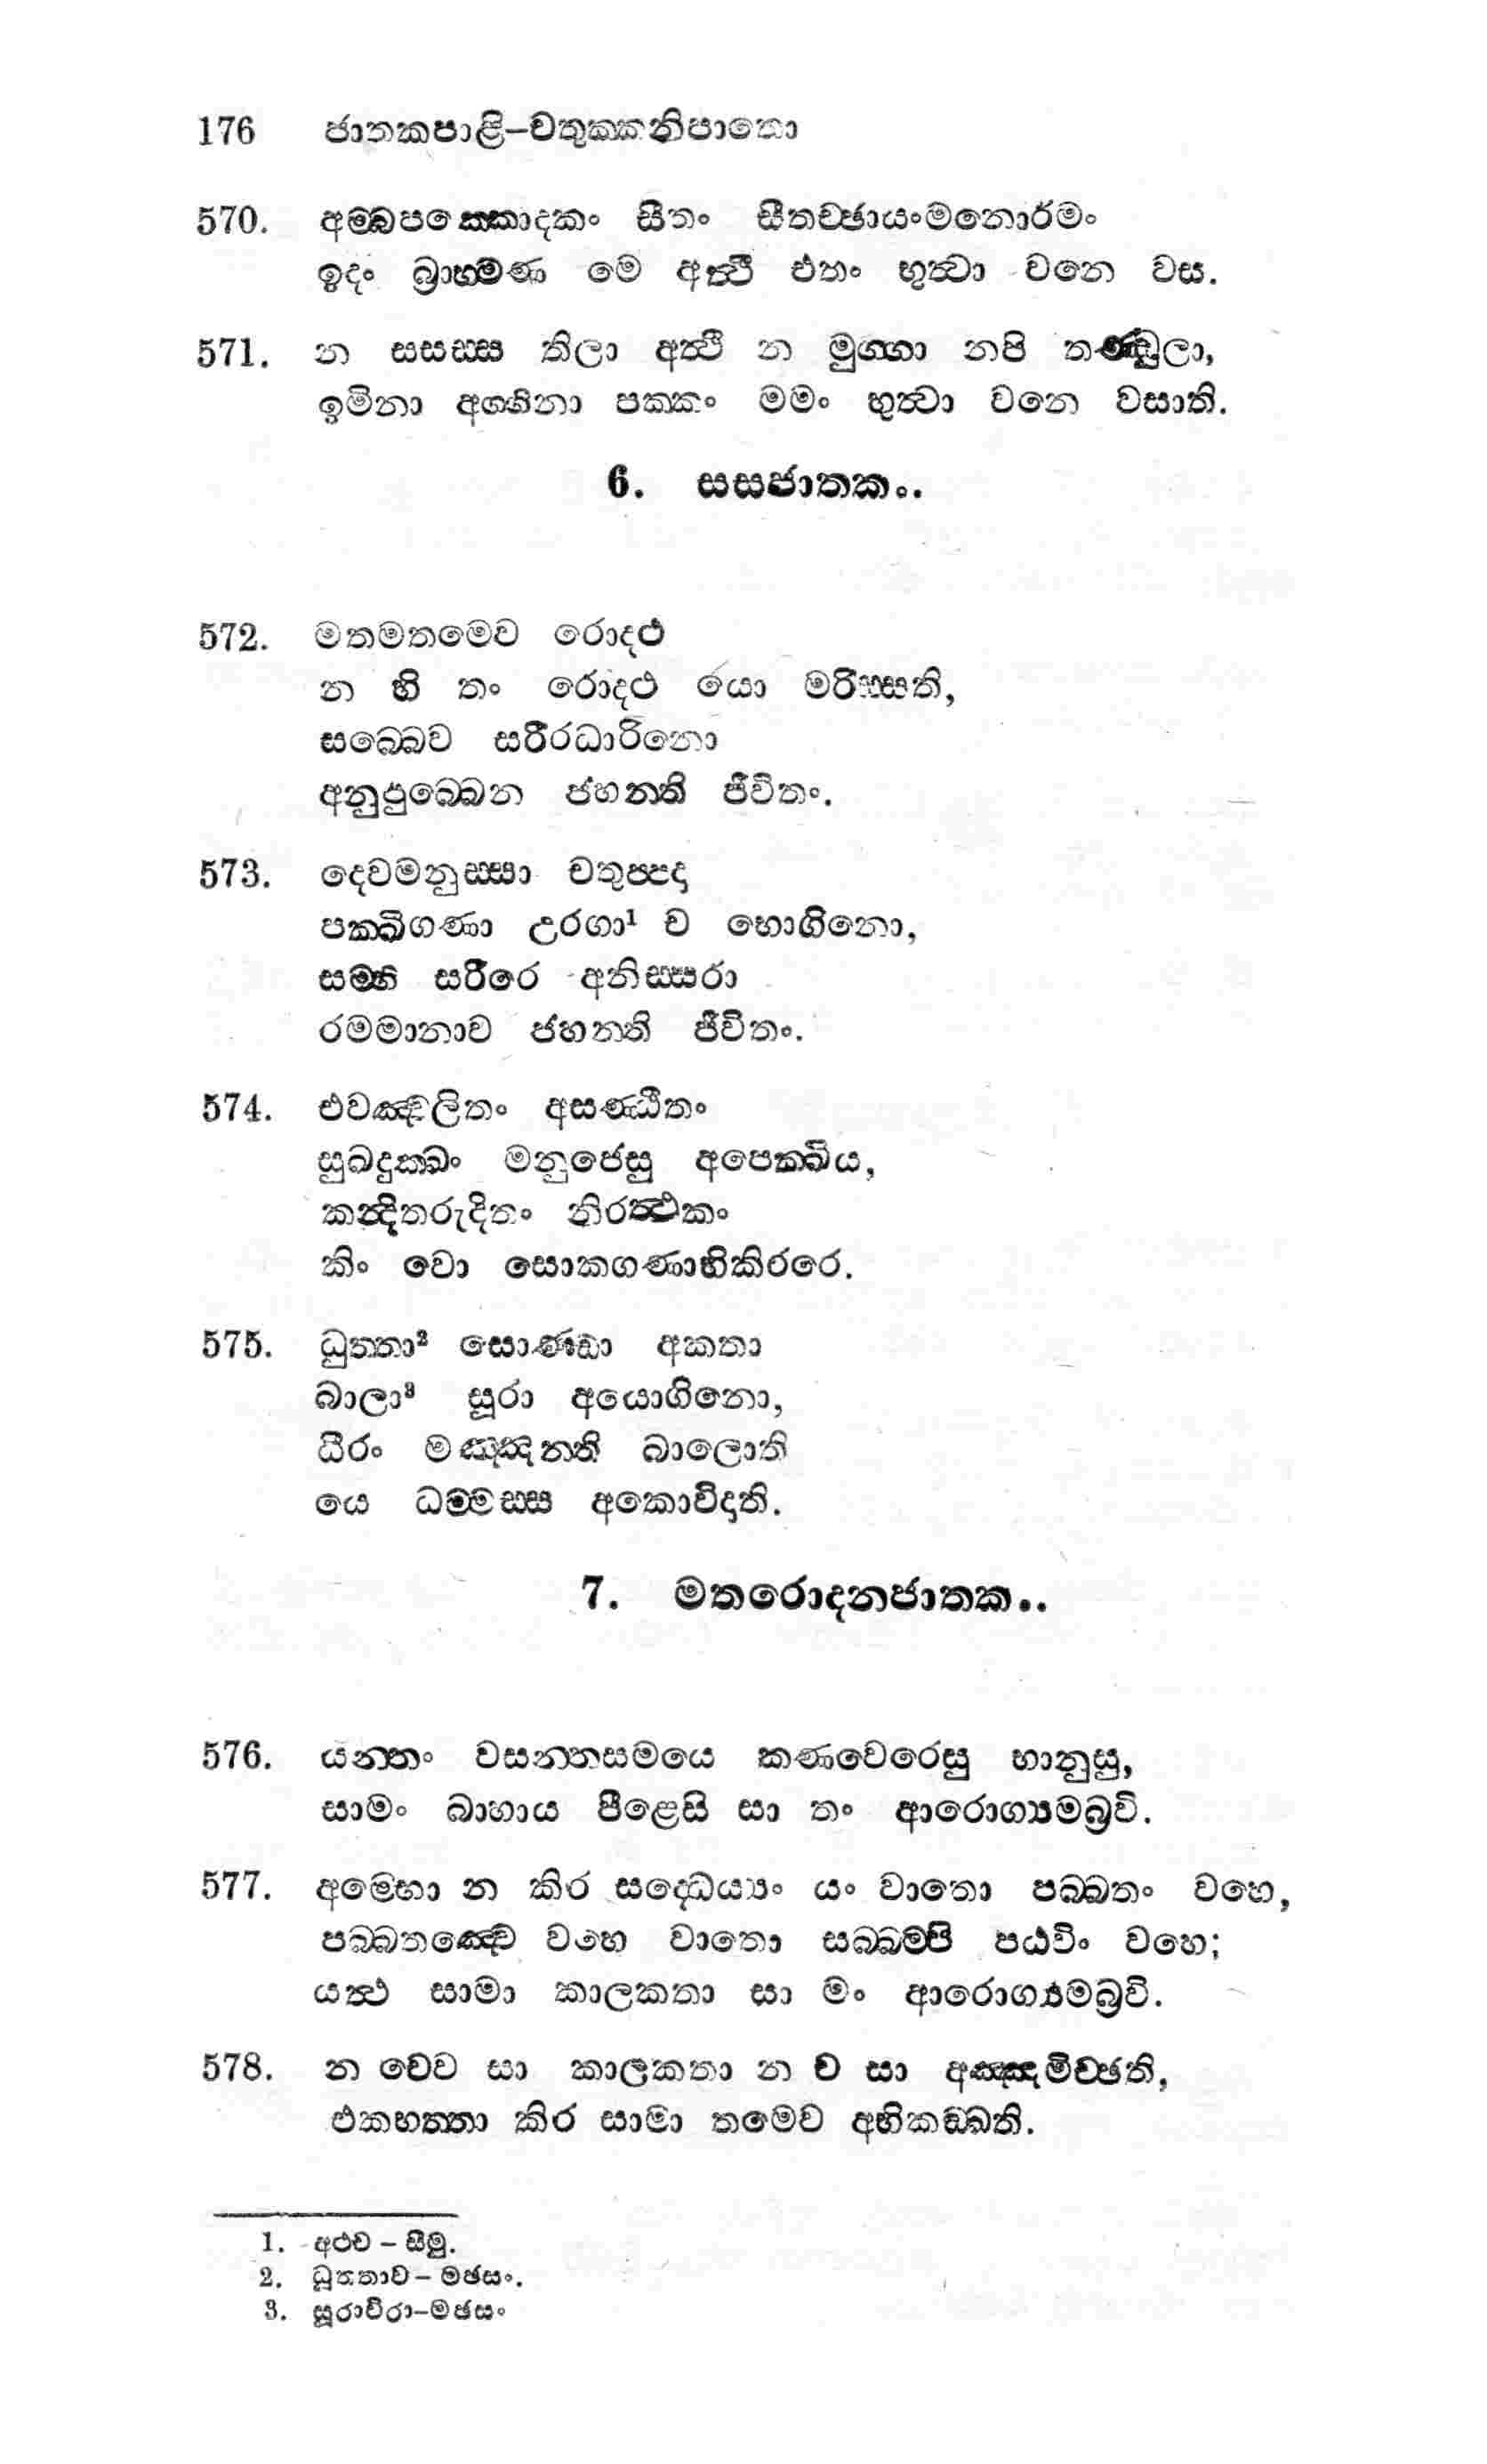 176 ජාතකපාළි-චතුක්කනිපාතො
570. අම්බපක්කොදකං සීතං සීතච්ඡායංමනොරමං
ඉදං බ්‍රාහ්මණ මෙ අත්ථී එතං භුත්වා වනෙ වස.
571. න සසස්ස තිලා අත්ථි න මුග්ගා නපි තණ්ඩුලා,
ඉමිනා අග්ගිනා පක්කං මමං භුත්වා වනෙ වසාති.
6. සසජාතකං.
572. මතමතමෙව රොදථ
න හි තං රොදථ යො මරිස්සති,
සබ්බෙව සරීරධාරිනො
අනුපුබ්බෙන ජහන්ති ජීවිතං.
573. දෙවමනුස්සා චතුප්පදා
පක්ඛිගණා උරගා¹ ච භොගිනො,
සම්හි සරීරෙ අනිස්සරා
රමමානාව ජහන්ති ජීවිතං.
574. එවඤ්චලිතං අසණ්ඨිතං
සුඛදුක්ඛං මනුජෙසු අපෙක්ඛිය,
කන්දිතරුදිතං නිරත්ථකං
කිං වො සොකගණාභිකිරරෙ.
575. ධුත්තා² සොණ්ඩා අකතා
බාලා³ සූරා අයොගිනො,
ධීරං මඤ්ඤන්ති බාලොති
යෙ ධම්මස්ස අකොවිදාති.
7. මතරොදනජාතකං.
576. යන්තං වසන්තසමයෙ කණවෙරෙසු භානුසු,
සාමං බාහාය පීළෙසි සා තං ආරොග්‍යමබ්‍රවි.
577. අම්භො න කිර සද්ධෙය්‍යං යං වාතො පබ්බතං වහෙ,
පබ්බතඤ්චෙ වහෙ වාතො සබ්බම්පි පඨවිං වහෙ;
යත්ථ සාමා කාලකතා සා මං ආරොග්‍යමබ්‍රවි.
578. න චෙව සා කාලකතා න ච සා අඤ්ඤමිච්ඡති,
එකභත්තා කිර සාමා තමෙව අභිකඞ්ඛති.
1. අථච - සීමු.
2. ධූත්තාච - මඡසං.
3. සූරාවීරා-මඡසං